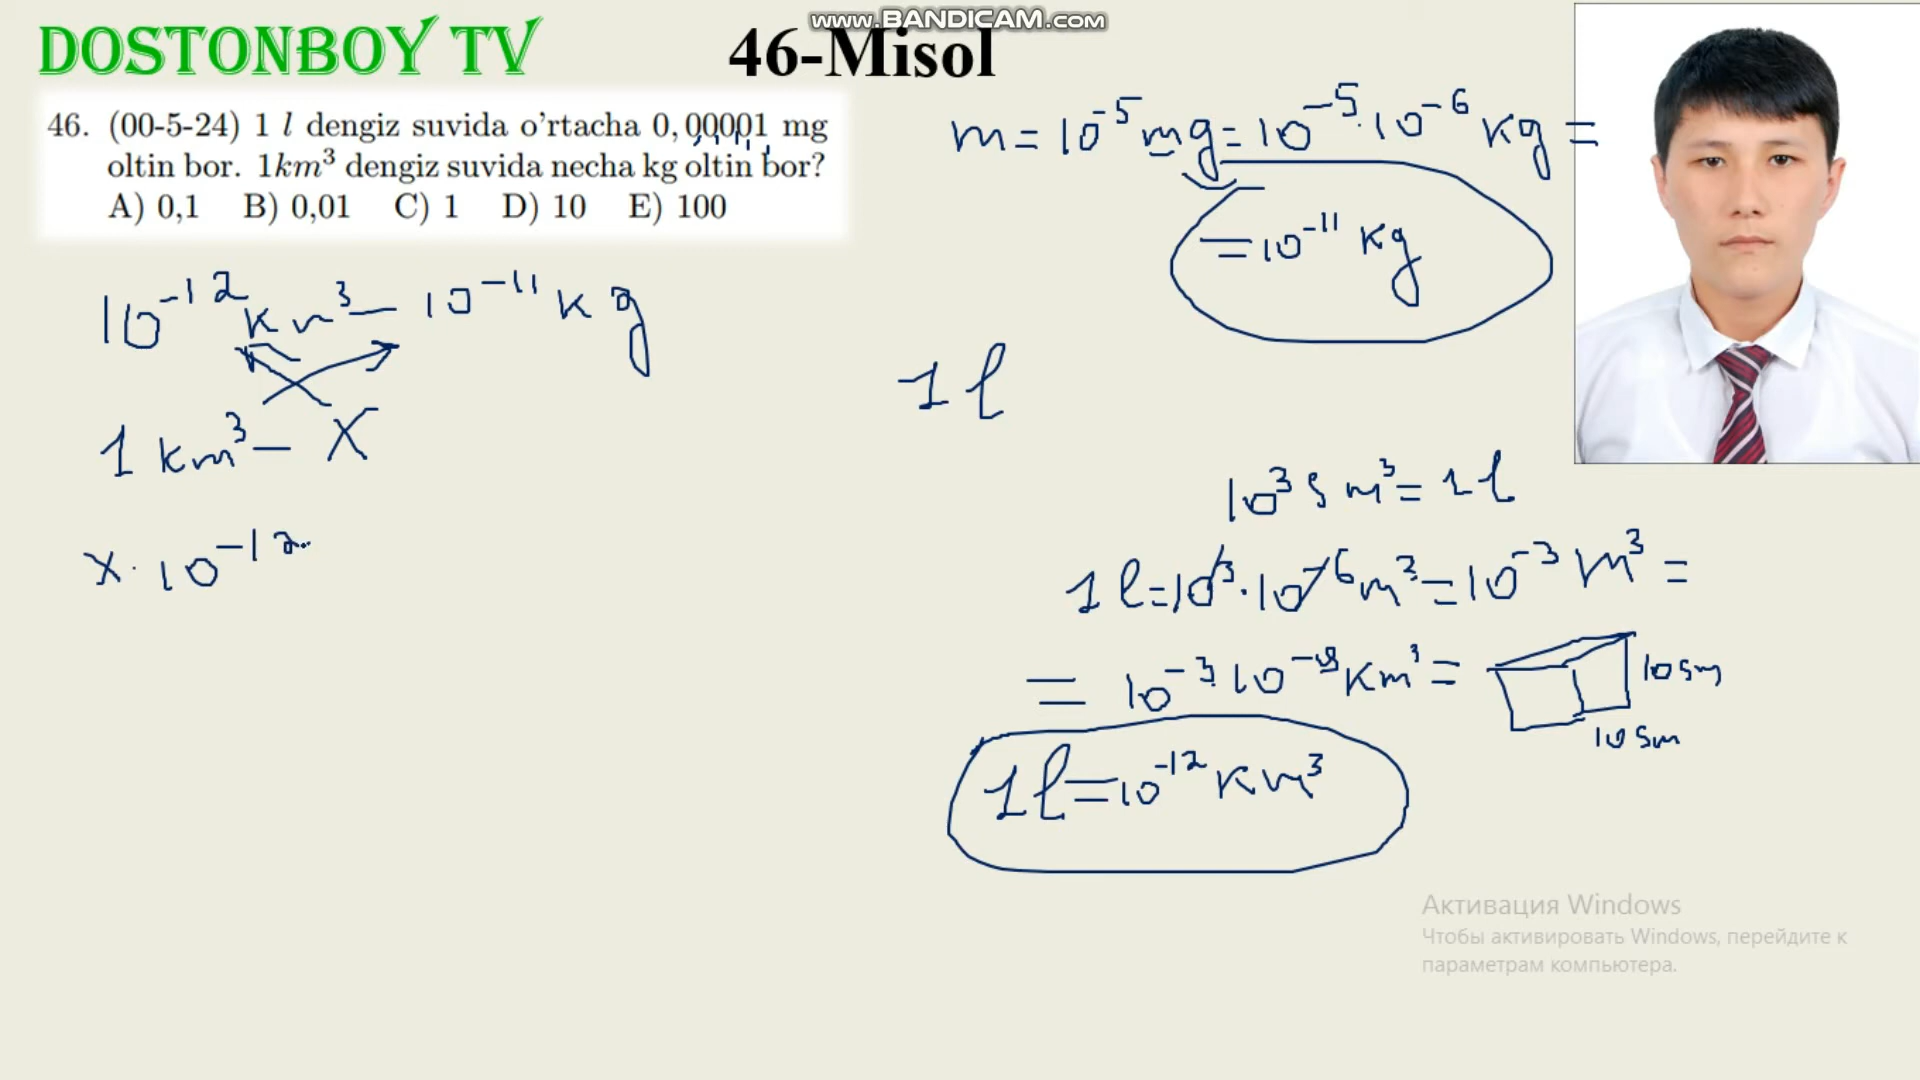 www.BANDICAM.com
DOSTONBOY TV
46-Misol
46. (00-5-24) 1 l dengiz suvida o'rtacha 0,00001 mg
oltin bor. 1km³ dengiz suvida necha kg oltin bor?
A) 0,1 B) 0,01 C) 1 D) 10 E) 100
m = 10⁻⁵ mg = 10⁻⁵ · 10⁻⁶ kg =
= 10⁻¹¹ kg
10⁻¹² km³ – 10⁻¹¹ kg
1 km³ – X
X · 10⁻¹²
1 l
10³ sm³ = 1 l
1 l = 10³ · 10⁻⁶ m³ = 10⁻³ m³ =
= 10⁻³ · 10⁻⁹ km³ =
10 sm
10 sm
1 l = 10⁻¹² km³
Активация Windows
Чтобы активировать Windows, перейдите к
параметрам компьютера.